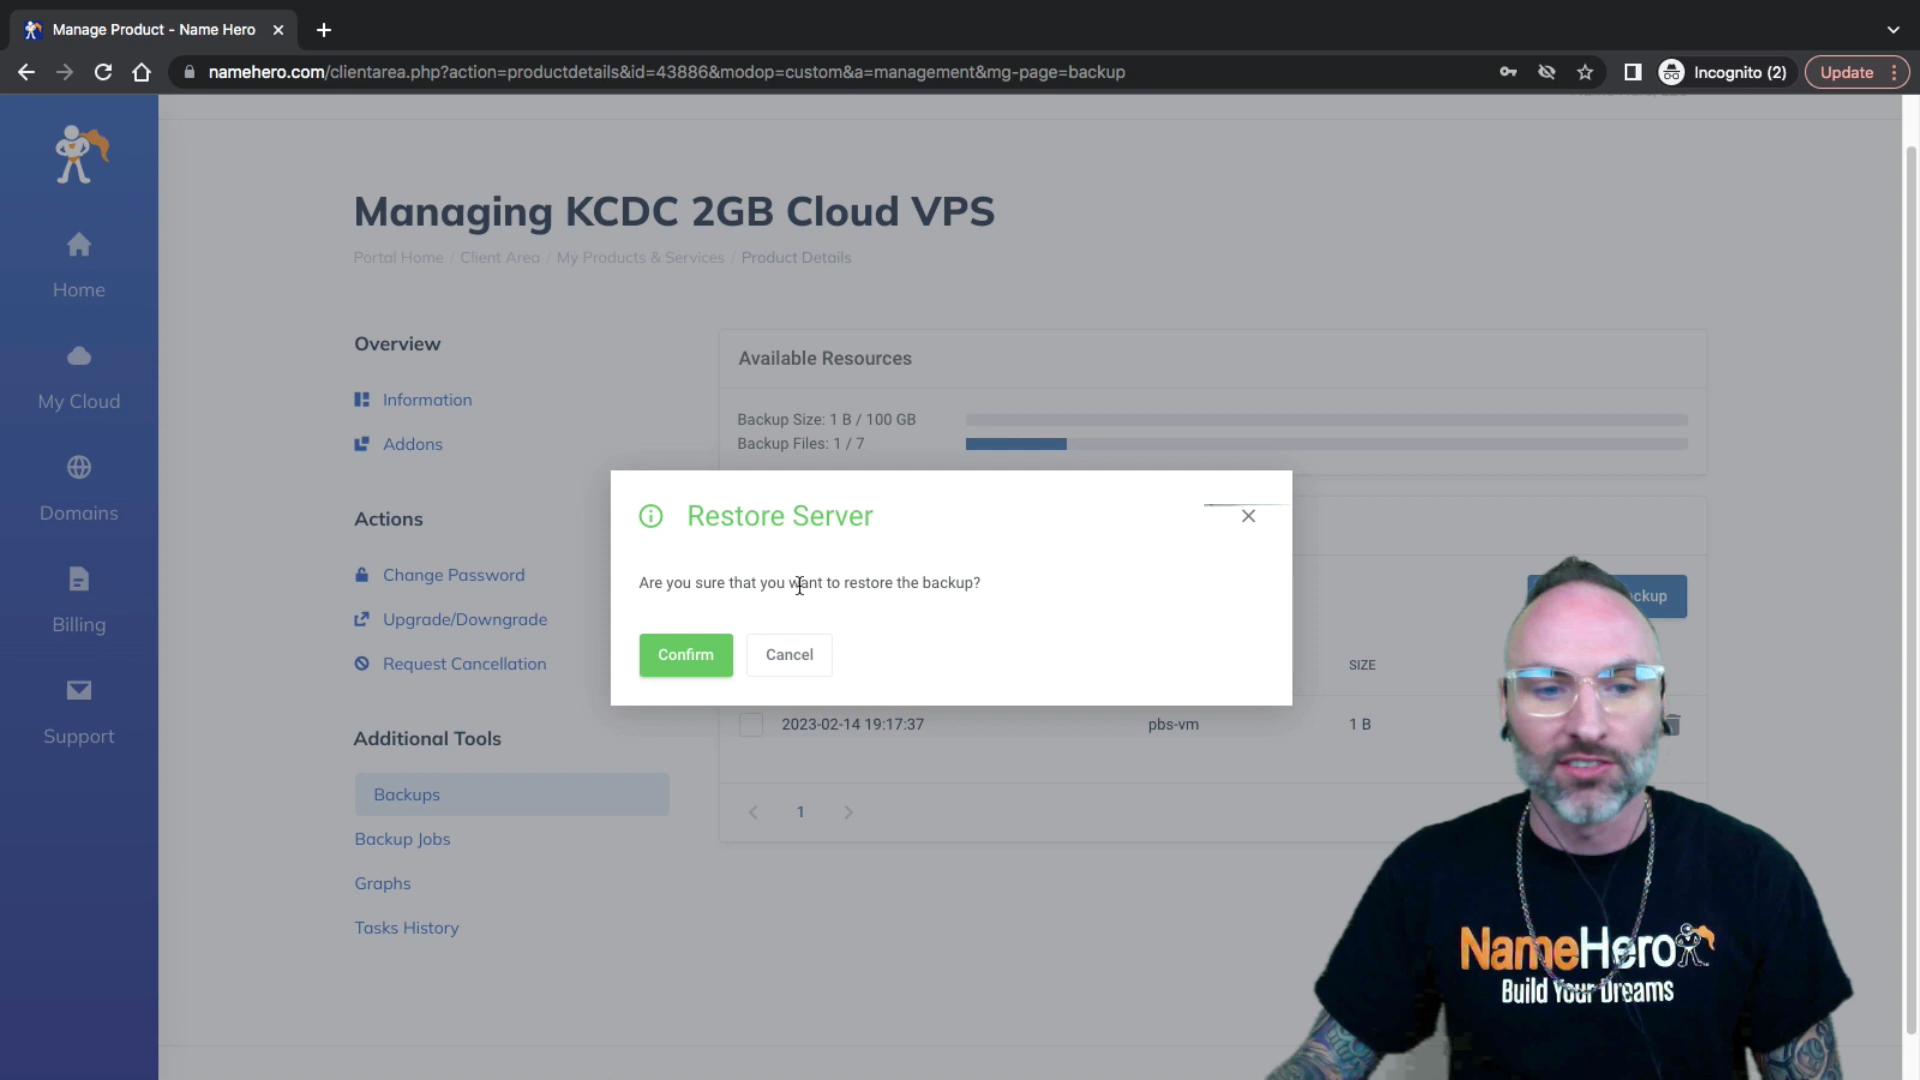 Manage Product - Name Hero
namehero.com/clientarea.php?action=productdetails&id=43886&modop=custom&a=management&mg-page=backup
Incognito (2)
Update
Home
My Cloud
Domains
Billing
Support
Managing KCDC 2GB Cloud VPS
Portal Home / Client Area / My Products & Services / Product Details
Overview
Information
Addons
Actions
Change Password
Upgrade/Downgrade
Request Cancellation
Additional Tools
Backups
Backup Jobs
Graphs
Tasks History
Available Resources
Backup Size: 1 B / 100 GB
Backup Files: 1 / 7
Restore Server
Are you sure that you want to restore the backup?
Confirm
Cancel
SIZE
2023-02-14 19:17:37
pbs-vm
1 B
1
NameHero
Build Your Dreams